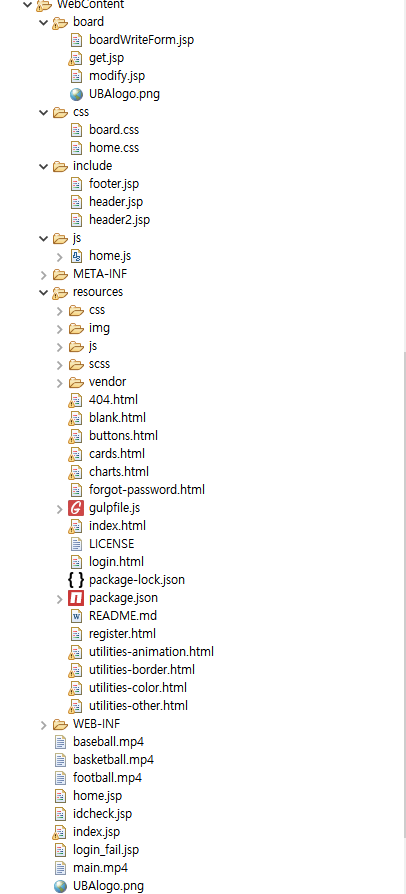 WebContent
board
boardWriteForm.jsp
get.jsp
modify.jsp
UBAlogo.png
css
board.css
home.css
include
footer.jsp
header.jsp
header2.jsp
js
home.js
META-INF
resources
css
img
js
scss
vendor
404.html
blank.html
buttons.html
cards.html
charts.html
forgot-password.html
gulpfile.js
index.html
LICENSE
login.html
package-lock.json
package.json
README.md
register.html
utilities-animation.html
utilities-border.html
utilities-color.html
utilities-other.html
WEB-INF
baseball.mp4
basketball.mp4
football.mp4
home.jsp
idcheck.jsp
index.jsp
login_fail.jsp
main.mp4
UBAlogo.png